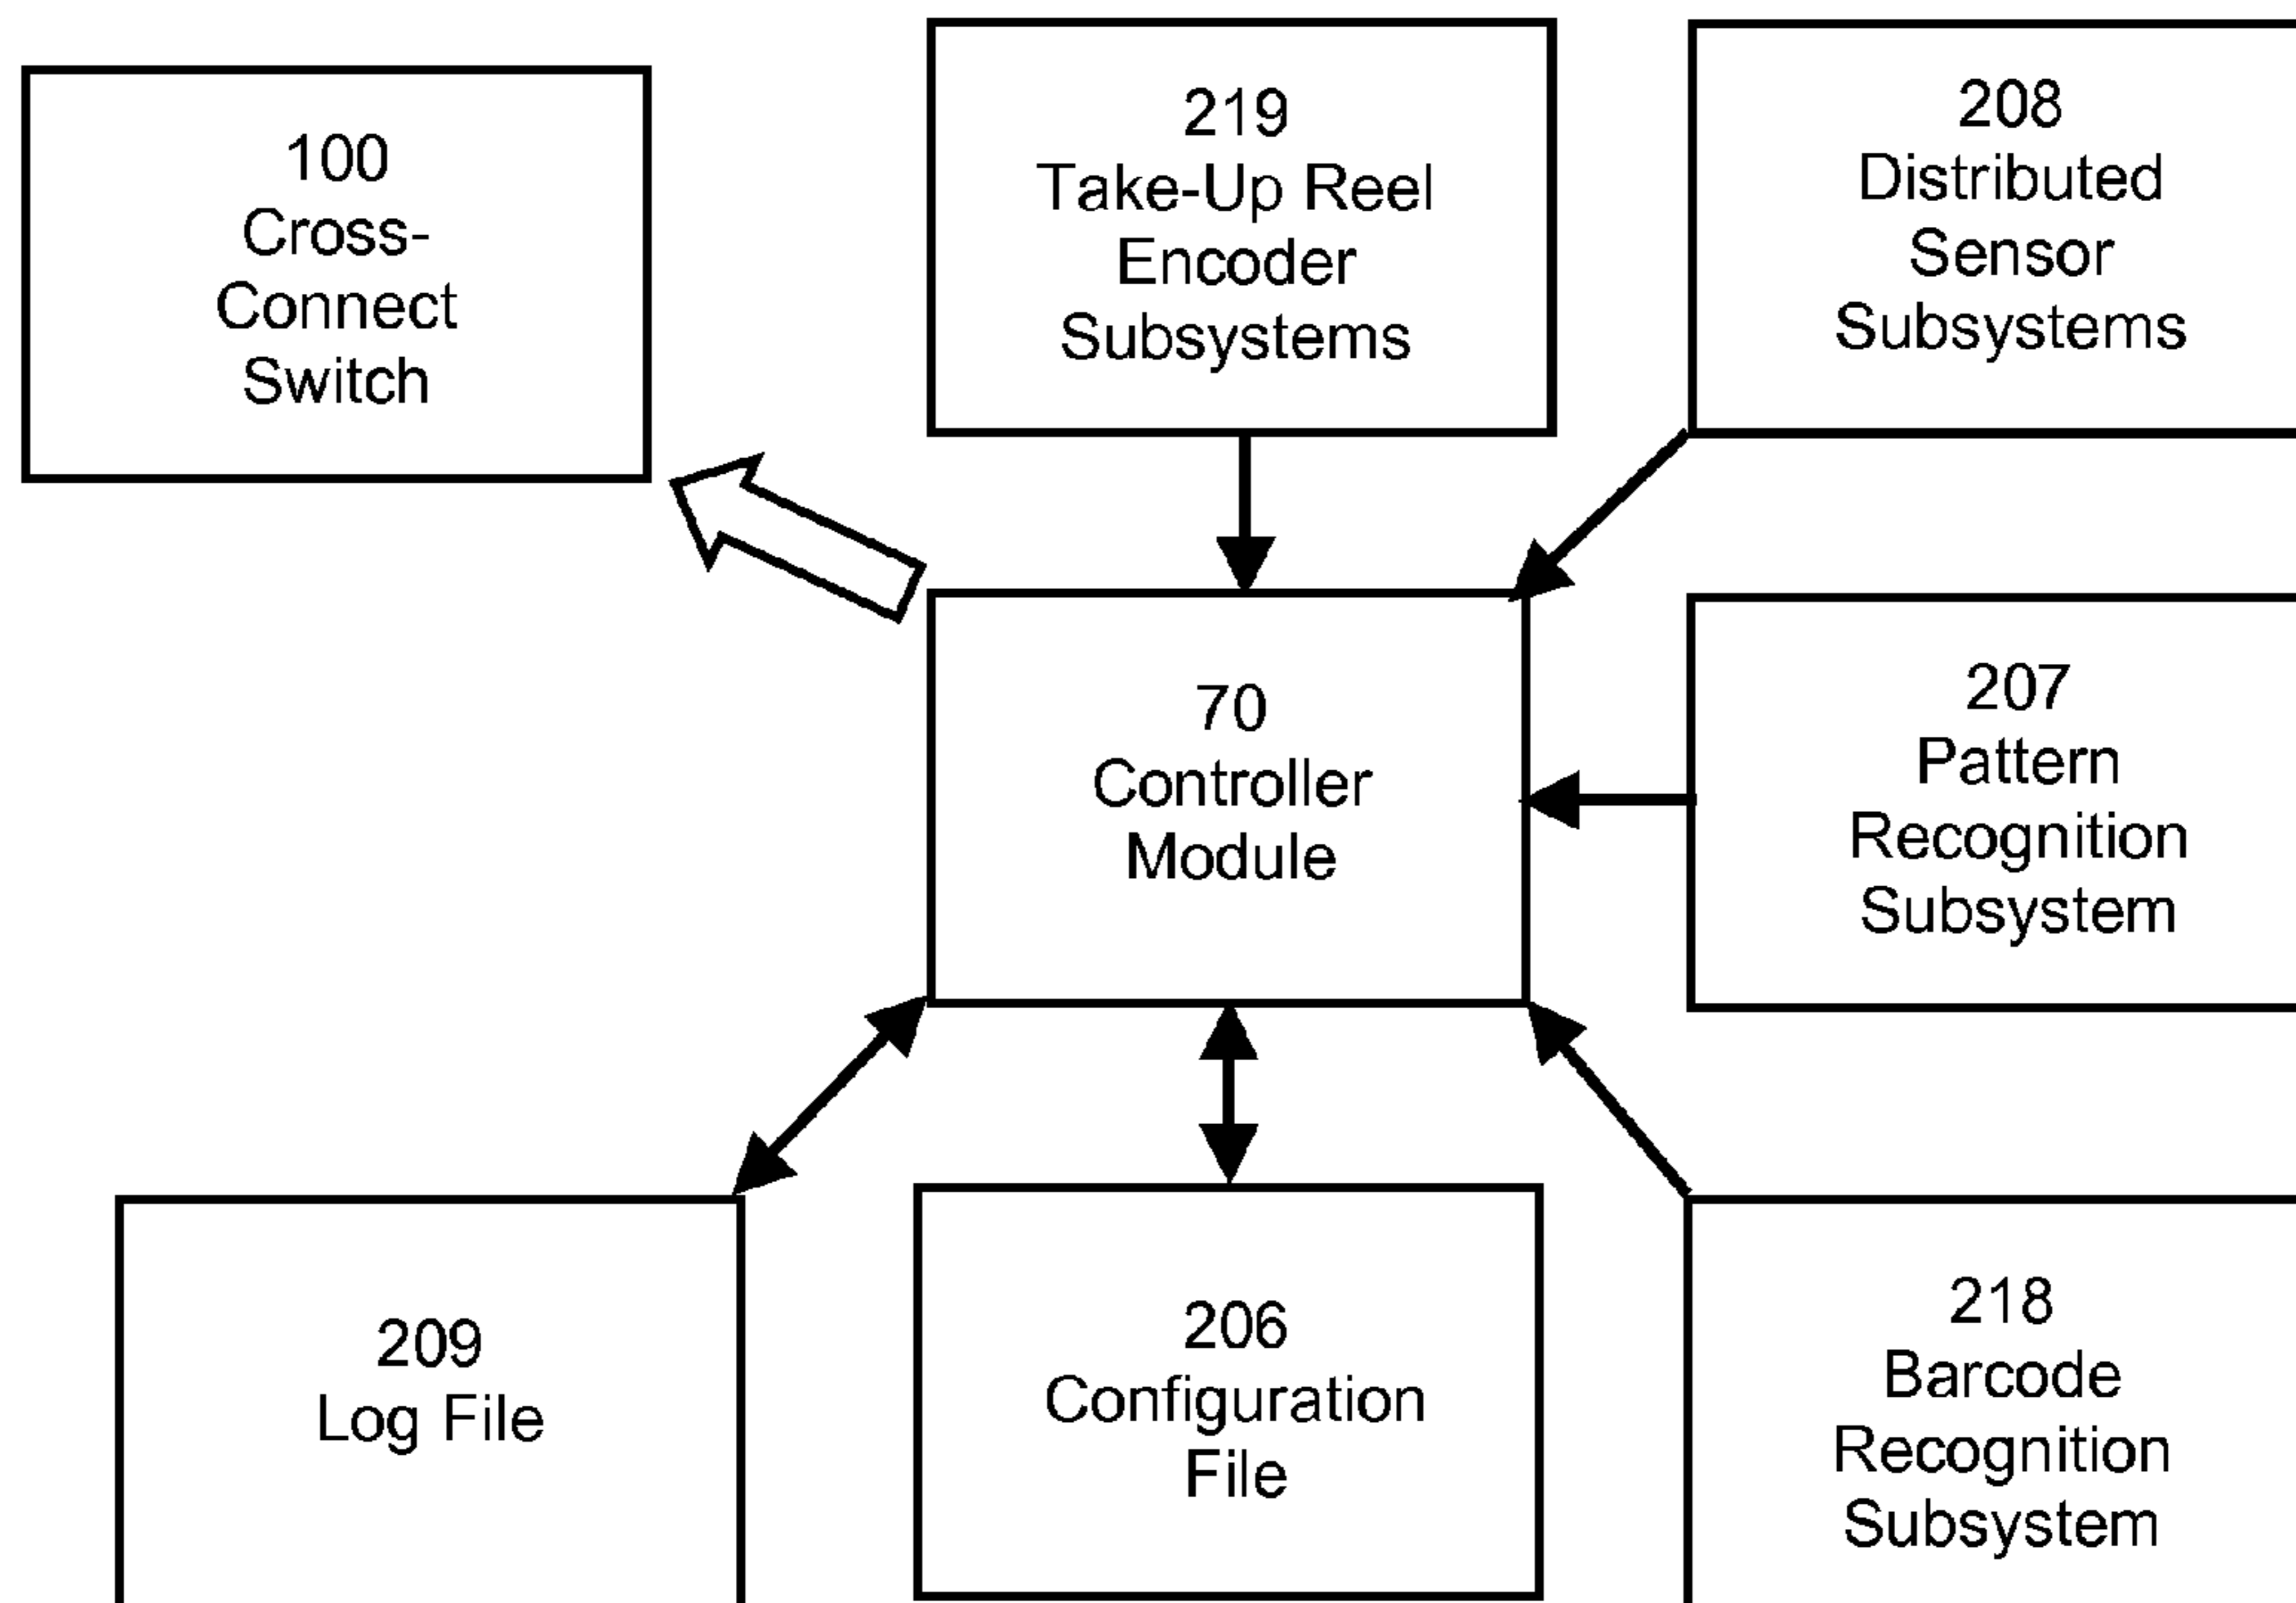 100
Cross-
Connect
Switch
219
Take-Up Reel
Encoder
Subsystems
208
Distributed
Sensor
Subsystems
70
Controller
Module
207
Pattern
Recognition
Subsystem
209
Log File
206
Configuration
File
218
Barcode
Recognition
Subsystem